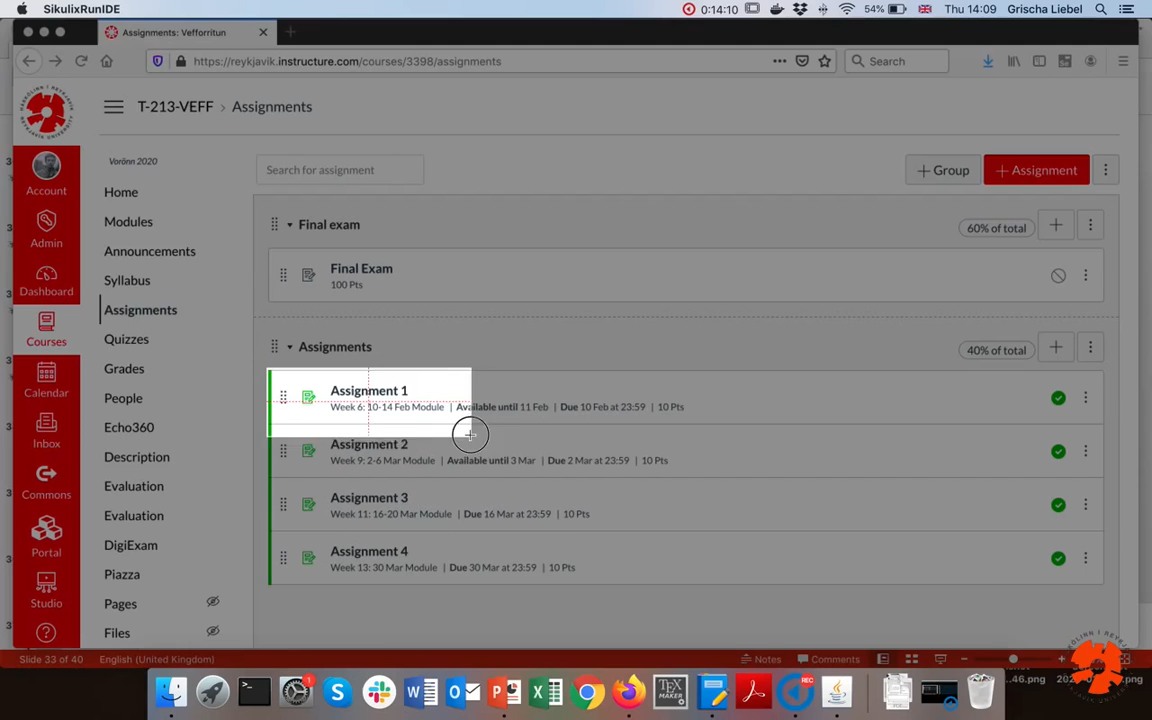 SikulixRunIDE
0:14:10
54%
Thu 14:09
Grischa Liebel
Assignments: Vefforritun
https://reykjavik.instructure.com/courses/3398/assignments
Search
T-213-VEFF > Assignments
Account
Admin
Dashboard
Courses
Calendar
Inbox
Commons
Portal
Studio
Vorönn 2020
Home
Modules
Announcements
Syllabus
Assignments
Quizzes
Grades
People
Echo360
Discussion
Evaluation
Evaluation
DigiExam
Piazza
Pages
Files
Search for assignment
+ Group
+ Assignment
Final exam
60% of total
Final Exam
100 Pts
Assignments
40% of total
Assignment 1
Week 6: 10-14 Feb Module | Available until 11 Feb | Due 10 Feb at 23:59 | 10 Pts
Assignment 2
Week 9: 2-6 Mar Module | Available until 3 Mar | Due 2 Mar at 23:59 | 10 Pts
Assignment 3
Week 11: 16-20 Mar Module | Due 16 Mar at 23:59 | 10 Pts
Assignment 4
Week 13: 30 Mar Module | Due 30 Mar at 23:59 | 10 Pts
Slide 33 of 40
English (United Kingdom)
Notes
Comments
...46.png
REC
TEX
MAKER